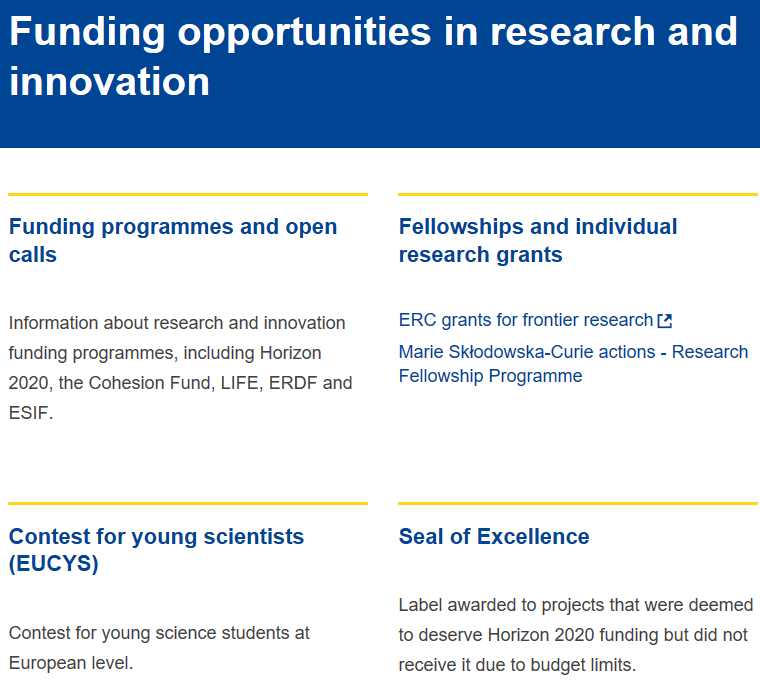 Funding opportunities in research and
innovation
Funding programmes and open
calls
Information about research and innovation
funding programmes, including Horizon
2020, the Cohesion Fund, LIFE, ERDF and
ESIF.
Fellowships and individual
research grants
ERC grants for frontier research
Marie Skłodowska-Curie actions - Research
Fellowship Programme
Contest for young scientists
(EUCYS)
Contest for young science students at
European level.
Seal of Excellence
Label awarded to projects that were deemed
to deserve Horizon 2020 funding but did not
receive it due to budget limits.